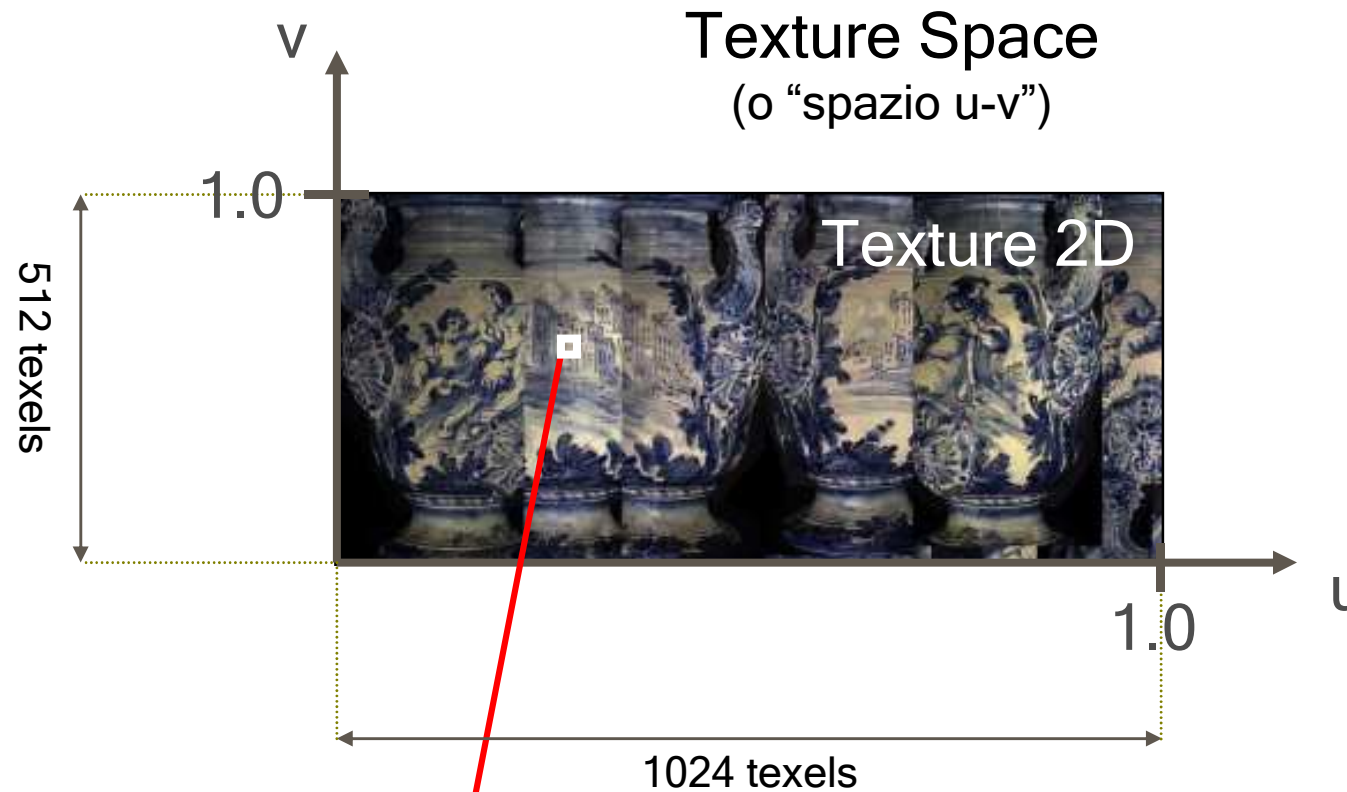 Texture Space
(o “spazio u-v”)
v
1.0
Texture 2D
512 texels
u
1.0
1024 texels